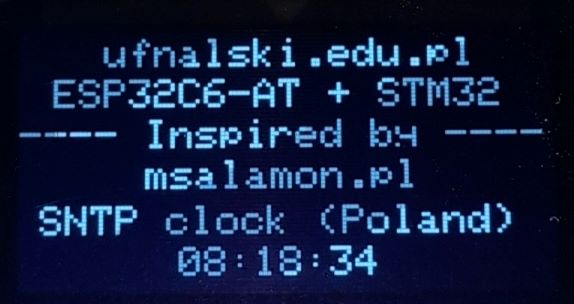 ufnalski.edu.pl
ESP32C6-AT + STM32
---- Inspired by ----
msalamon.pl
SNTP clock (Poland)
08:18:34